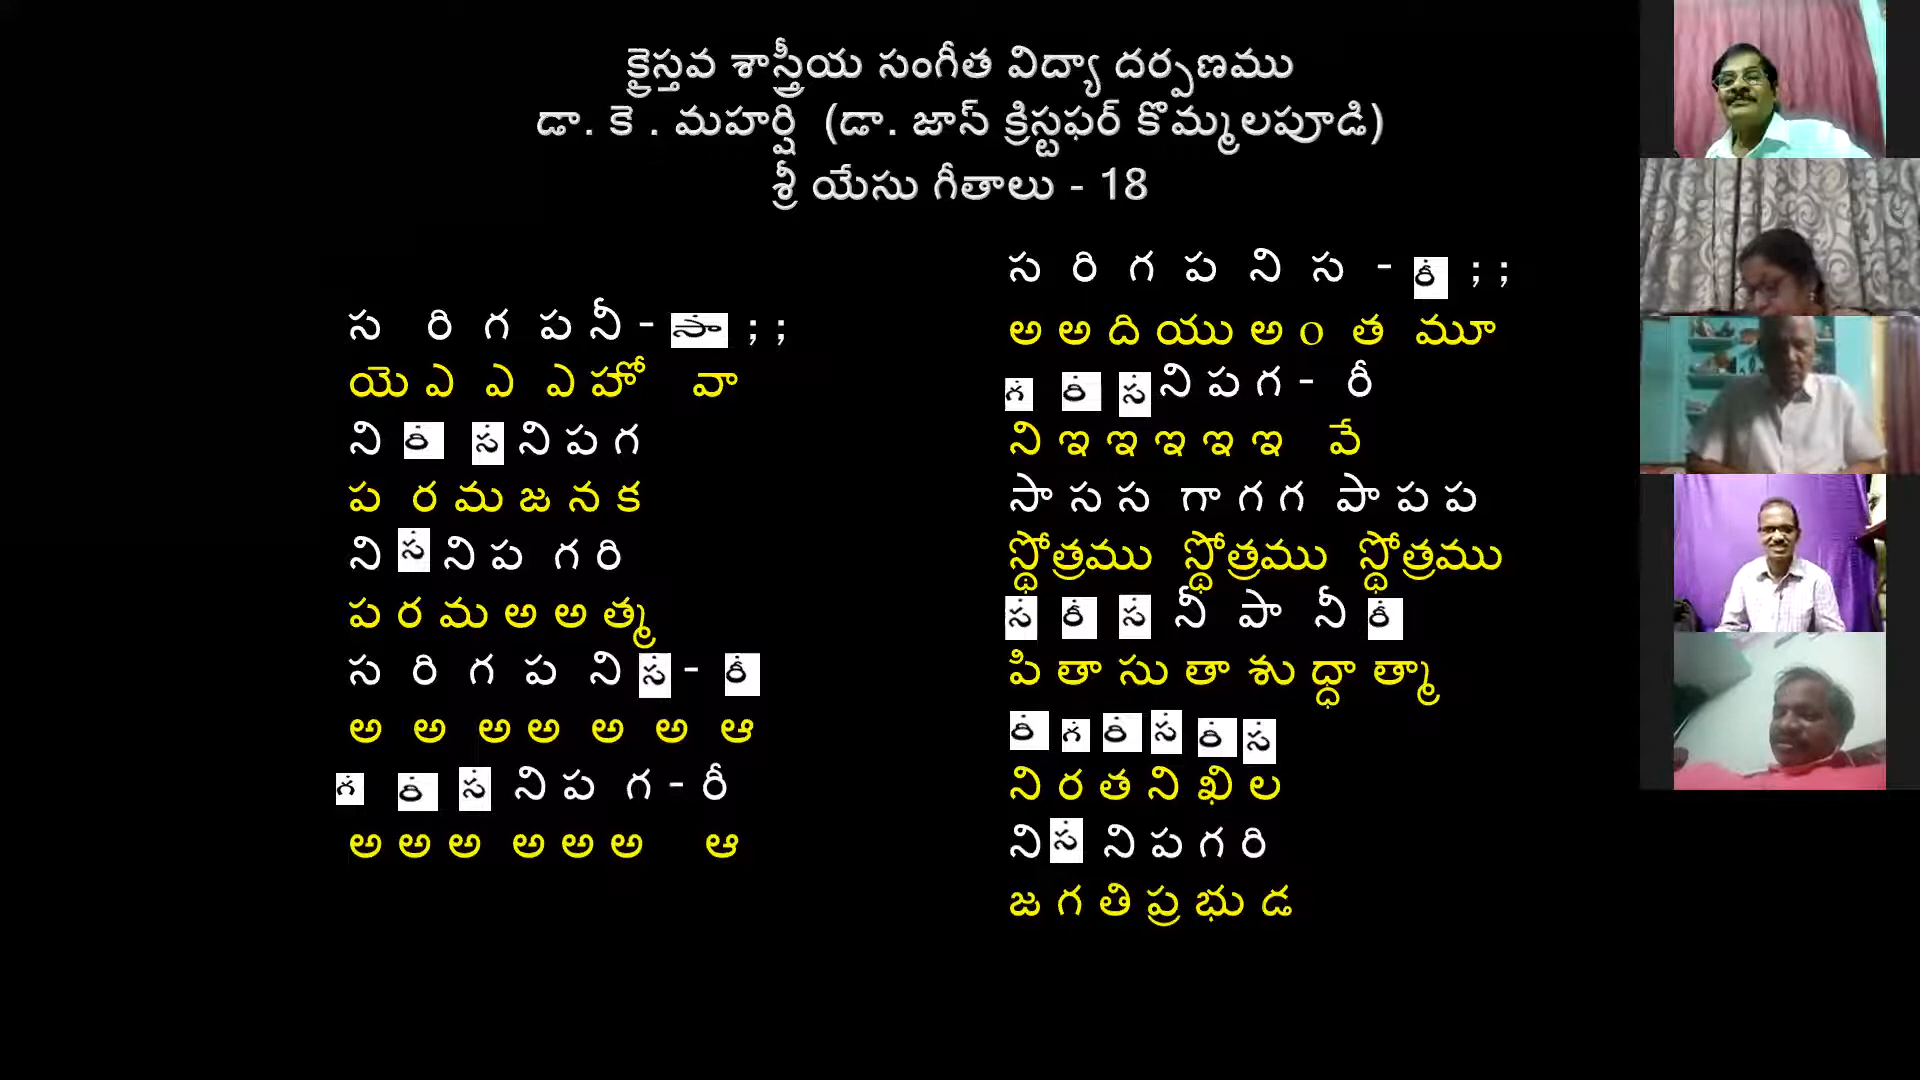 క్రైస్తవ శాస్త్రీయ సంగీత విద్యా దర్పణము
డా. కె . మహర్షి (డా. జాన్ క్రిస్టఫర్ కొమ్మలపూడి)
శ్రీ యేసు గీతాలు - 18
స రి గ ప నీ - సా̇ ; ;
యె ఎ ఎ ఎ హో వా
ని రి̇ స̇ ని ప గ
ప ర మ జ న క
ని స̇ ని ప గ రి
ప ర మ అ అ త్మ
స రి గ ప ని స̇ - రీ̇
అ అ అ అ అ అ ఆ
గ̇ రి̇ స̇ ని ప గ - రీ
అ అ అ అ అ అ ఆ
స రి గ ప ని స - రీ̇ ; ;
అ అ ది యు అ ం త మూ
గ̇ రి̇ స̇ ని ప గ - రీ
ని ఇ ఇ ఇ ఇ ఇ వే
సా స స గా గ గ పా ప ప
స్థోత్రము స్థోత్రము స్థోత్రము
స̇ రీ̇ స̇ నీ పా నీ రీ̇
పి తా సు తా శు ద్ధా త్మా
రి̇ గ̇ రి̇ స̇ రి̇ స̇
ని ర త ని ఖి ల
ని స̇ ని ప గ రి
జ గ తి ప్ర భు డ